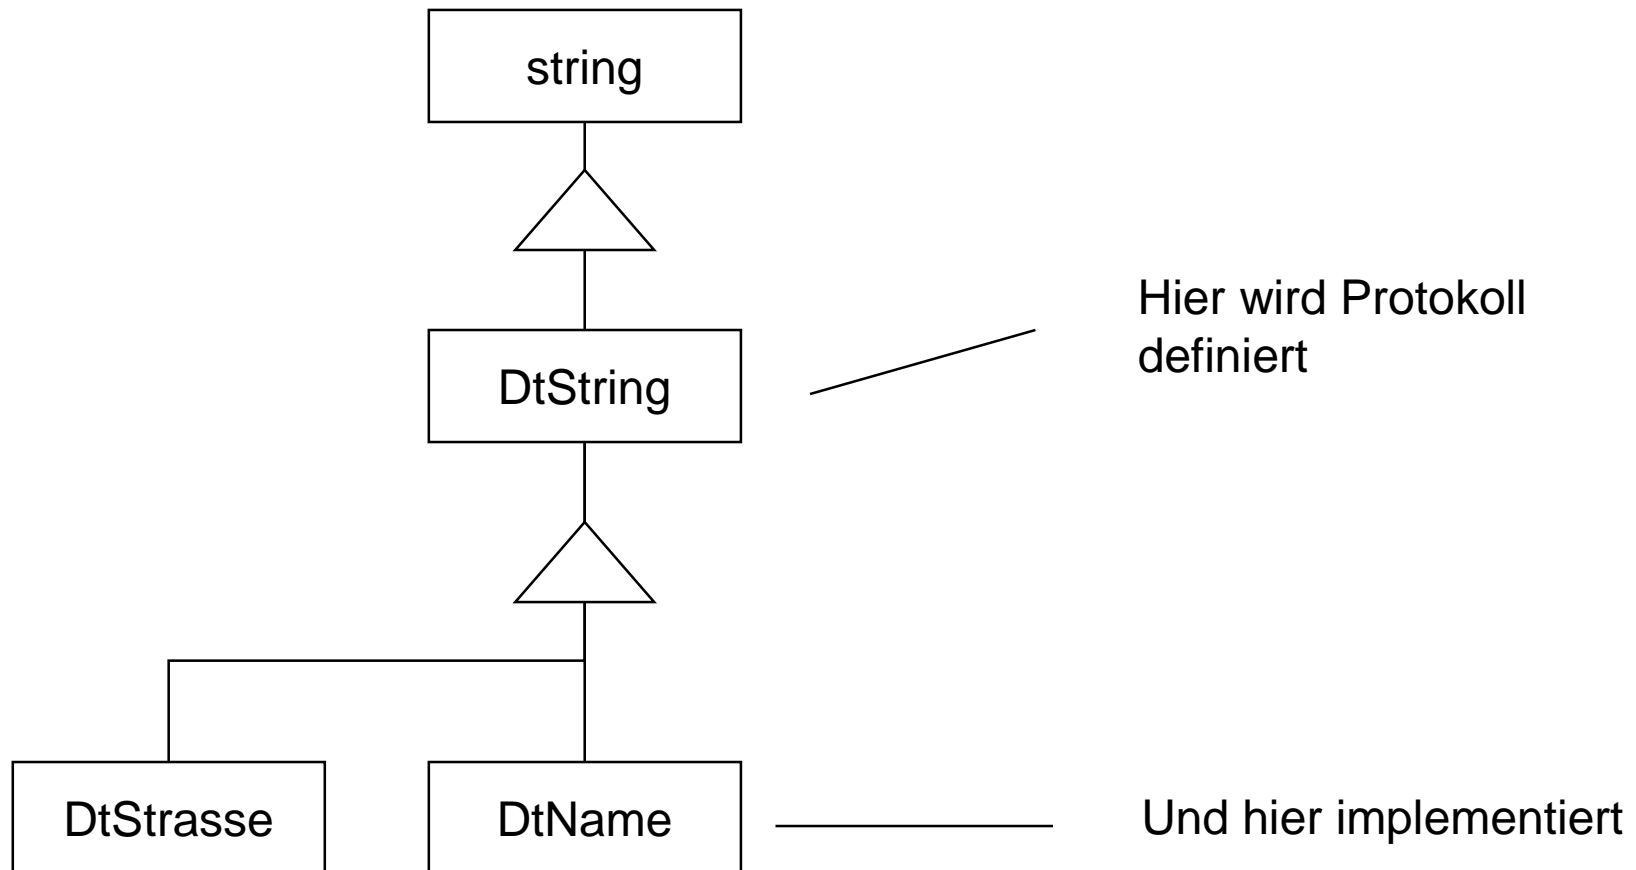 string
Hier wird Protokoll
definiert
DtString
DtStrasse
DtName
Und hier implementiert